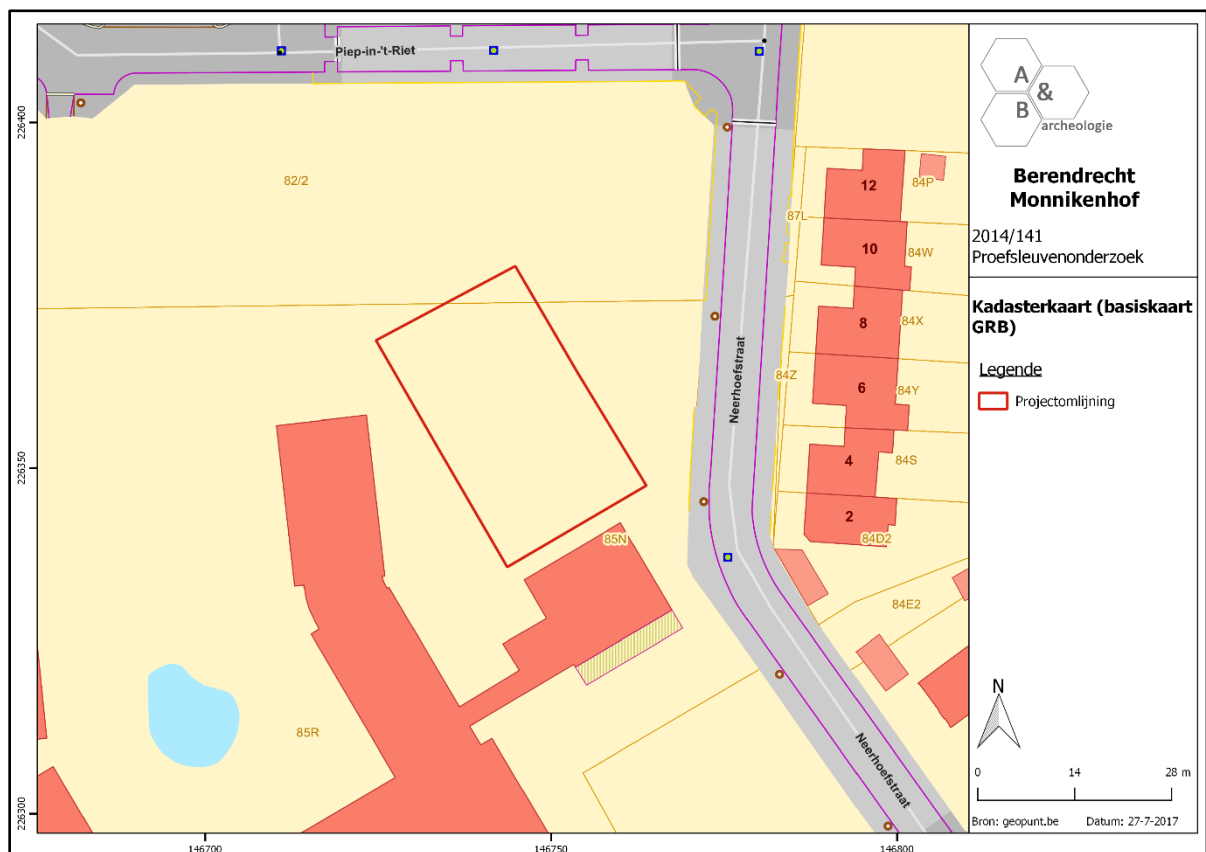 Piep-in-'t-Riet
226400
82/2
12
84P
87L
10
84W
8
84X
Neerhoefstraat
84Z
6
84Y
226350
4
84S
2
85N
84D2
84E2
85R
Neerhoefstraat
226300
146700
146750
146800
A
&
B
archeologie
Berendrecht
Monnikenhof
2014/141
Proefsleuvenonderzoek
Kadasterkaart (basiskaart
GRB)
Legende
Projectomlijning
N
0 14 28 m
Bron: geopunt.be Datum: 27-7-2017